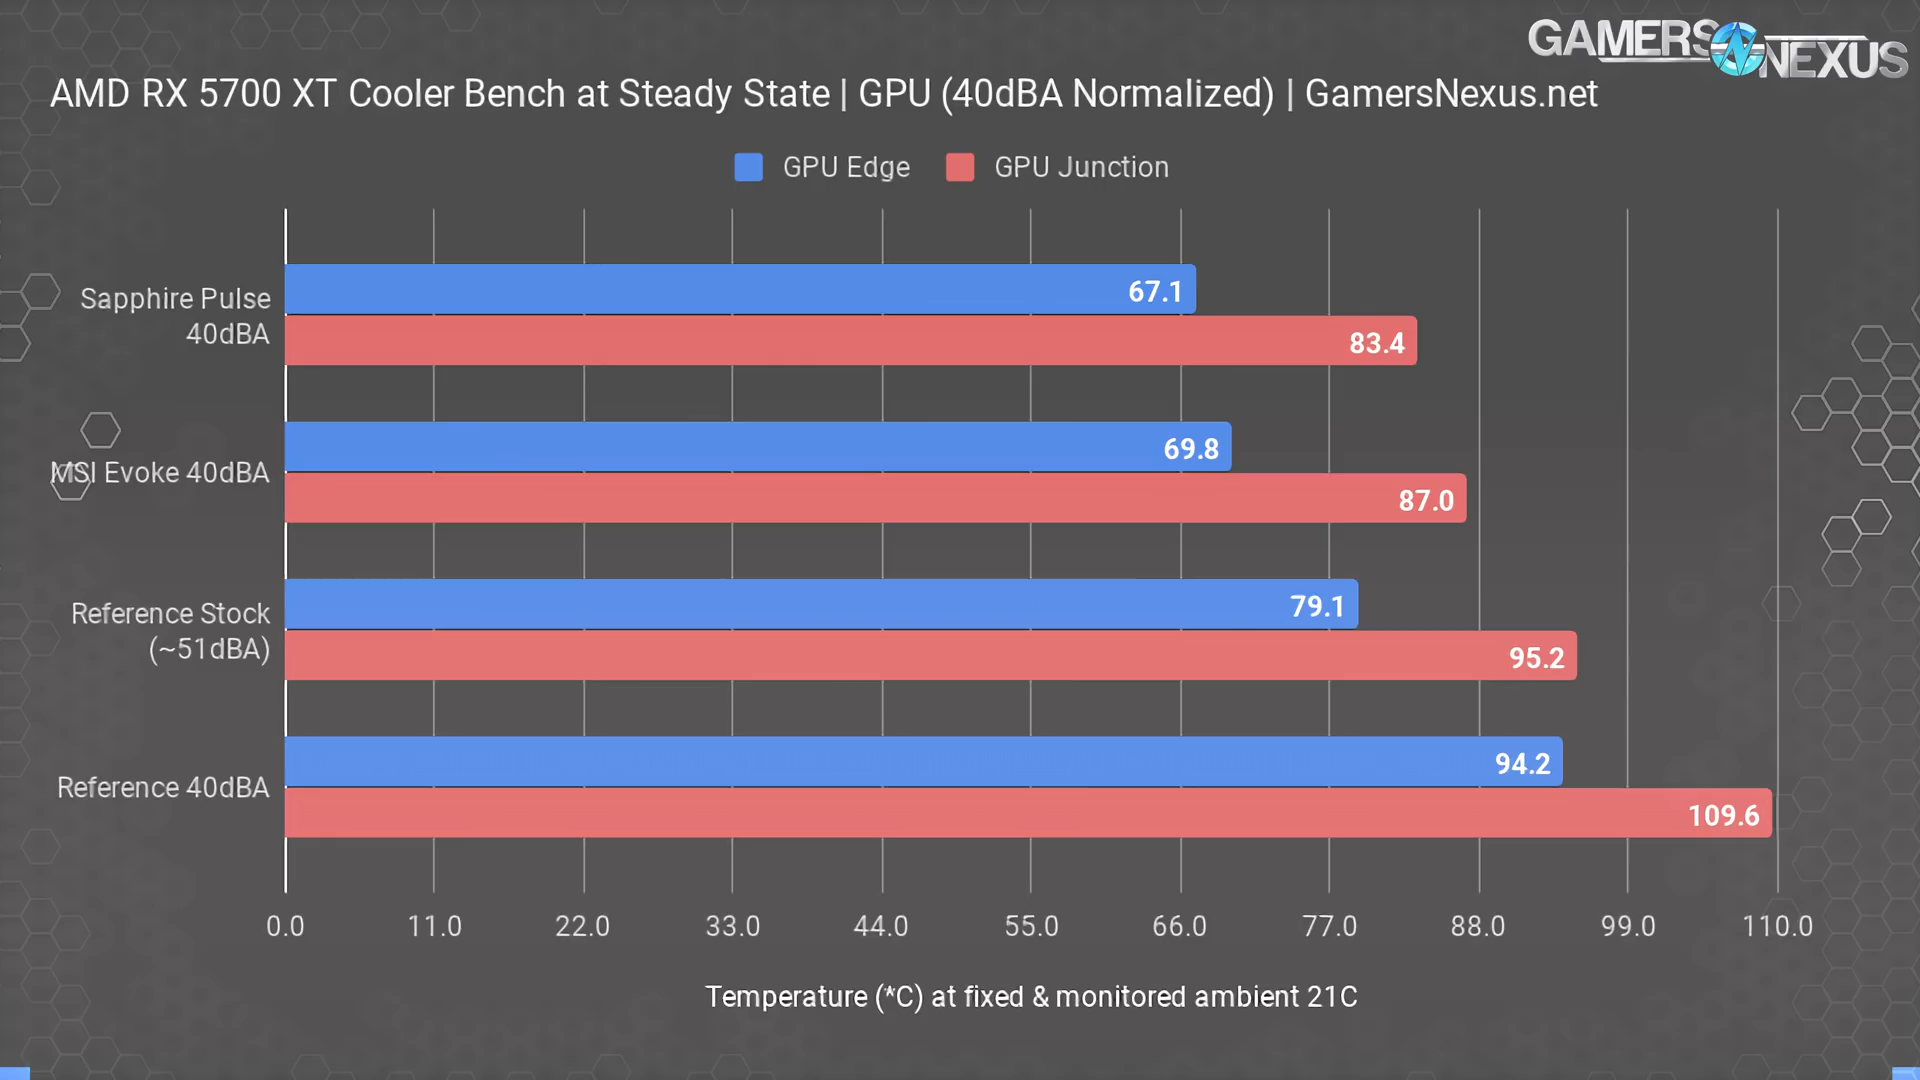 GAMERS NEXUS
AMD RX 5700 XT Cooler Bench at Steady State | GPU (40dBA Normalized) | GamersNexus.net
GPU Edge GPU Junction
Sapphire Pulse
40dBA
67.1
83.4
MSI Evoke 40dBA
69.8
87.0
Reference Stock
(~51dBA)
79.1
95.2
Reference 40dBA
94.2
109.6
0.0 11.0 22.0 33.0 44.0 55.0 66.0 77.0 88.0 99.0 110.0
Temperature (*C) at fixed & monitored ambient 21C